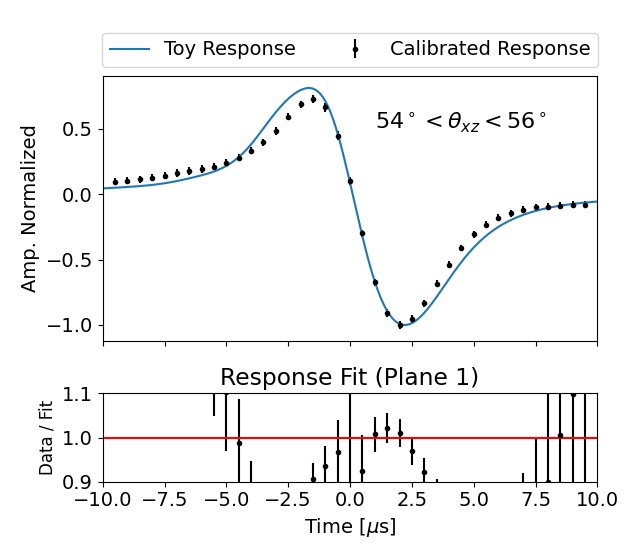 Toy Response Calibrated Response
54° < θxz < 56°
Amp. Normalized
0.5
0.0
−0.5
−1.0
Response Fit (Plane 1)
Data / Fit
1.1
1.0
0.9
−10.0 −7.5 −5.0 −2.5 0.0 2.5 5.0 7.5 10.0
Time [μs]